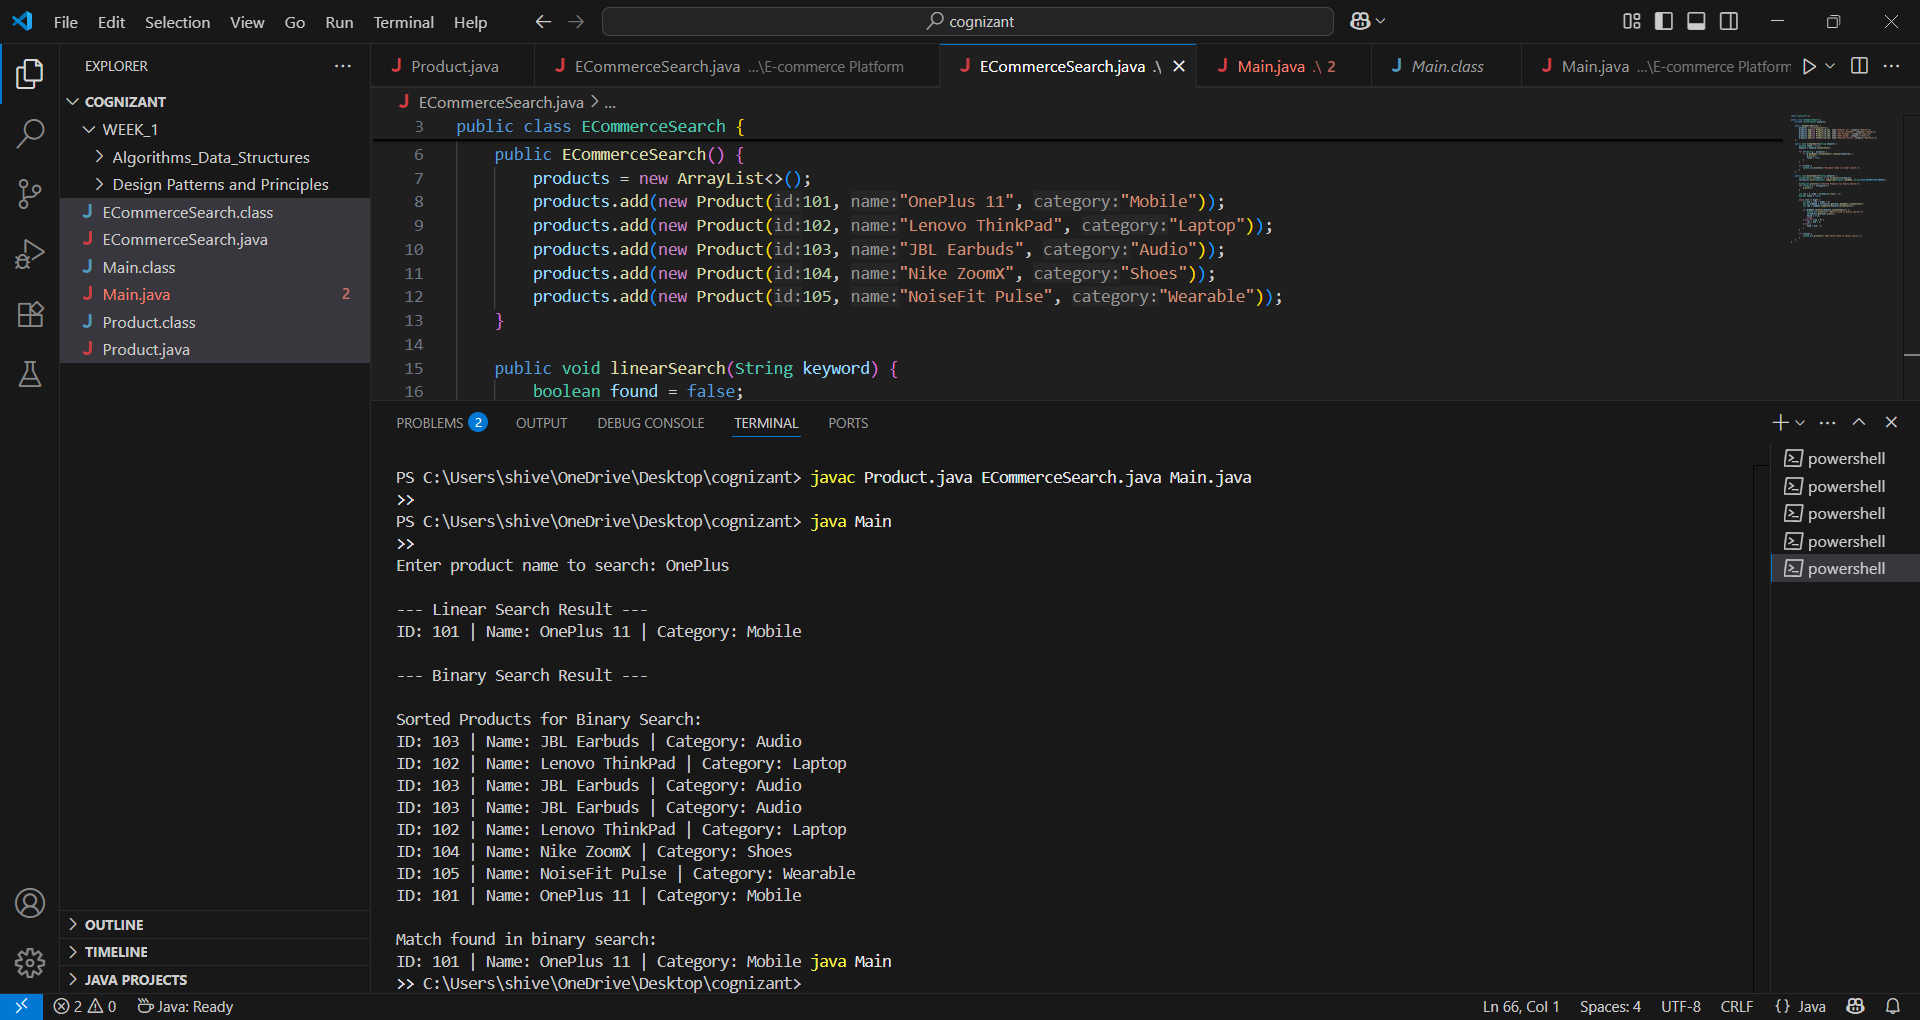 File Edit Selection View Go Run Terminal Help
cognizant
EXPLORER
COGNIZANT
WEEK_1
Algorithms_Data_Structures
Design Patterns and Principles
J ECommerceSearch.class
J ECommerceSearch.java
J Main.class
J Main.java 2
J Product.class
J Product.java
OUTLINE
TIMELINE
JAVA PROJECTS
J Product.java J ECommerceSearch.java ...\E-commerce Platform J ECommerceSearch.java .\ J Main.java .\ 2 J Main.class J Main.java ...\E-commerce Platform
J ECommerceSearch.java > ...
3 public class ECommerceSearch {
6 public ECommerceSearch() {
7 products = new ArrayList<>();
8 products.add(new Product(id:101, name:"OnePlus 11", category:"Mobile"));
9 products.add(new Product(id:102, name:"Lenovo ThinkPad", category:"Laptop"));
10 products.add(new Product(id:103, name:"JBL Earbuds", category:"Audio"));
11 products.add(new Product(id:104, name:"Nike ZoomX", category:"Shoes"));
12 products.add(new Product(id:105, name:"NoiseFit Pulse", category:"Wearable"));
13 }
14
15 public void linearSearch(String keyword) {
16 boolean found = false;
PROBLEMS 2 OUTPUT DEBUG CONSOLE TERMINAL PORTS
PS C:\Users\shive\OneDrive\Desktop\cognizant> javac Product.java ECommerceSearch.java Main.java
>>
PS C:\Users\shive\OneDrive\Desktop\cognizant> java Main
>>
Enter product name to search: OnePlus
--- Linear Search Result ---
ID: 101 | Name: OnePlus 11 | Category: Mobile
--- Binary Search Result ---
Sorted Products for Binary Search:
ID: 103 | Name: JBL Earbuds | Category: Audio
ID: 102 | Name: Lenovo ThinkPad | Category: Laptop
ID: 103 | Name: JBL Earbuds | Category: Audio
ID: 103 | Name: JBL Earbuds | Category: Audio
ID: 102 | Name: Lenovo ThinkPad | Category: Laptop
ID: 104 | Name: Nike ZoomX | Category: Shoes
ID: 105 | Name: NoiseFit Pulse | Category: Wearable
ID: 101 | Name: OnePlus 11 | Category: Mobile
Match found in binary search:
ID: 101 | Name: OnePlus 11 | Category: Mobile java Main
>> C:\Users\shive\OneDrive\Desktop\cognizant>
powershell
powershell
powershell
powershell
powershell
2 0 Java: Ready
Ln 66, Col 1 Spaces: 4 UTF-8 CRLF {} Java